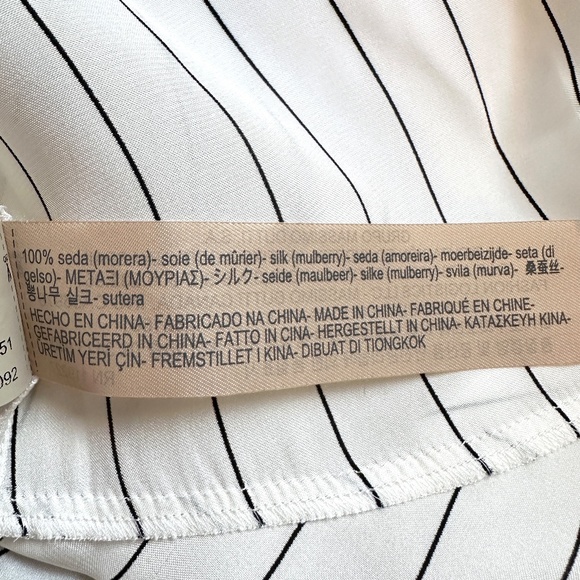 100% seda (morera)- soie (de mûrier)- silk (mulberry)- seda (amoreira)- moerbeizijde- seta (di
gelso)- ΜΕΤΑΞΙ (ΜΟΥΡΙΑΣ)- シルク- seide (maulbeer)- silke (mulberry)- svila (murva)- 桑蚕丝-
뽕나무 실크- sutera
HECHO EN CHINA- FABRICADO NA CHINA- MADE IN CHINA- FABRIQUÉ EN CHINE-
GEFABRICEERD IN CHINA- FATTO IN CINA- HERGESTELLT IN CHINA- ΚΑΤΑΣΚΕΥΗ ΚΙΝΑ-
ÜRETİM YERİ ÇİN- FREMSTILLET I KINA- DIBUAT DI TIONGKOK
51
092